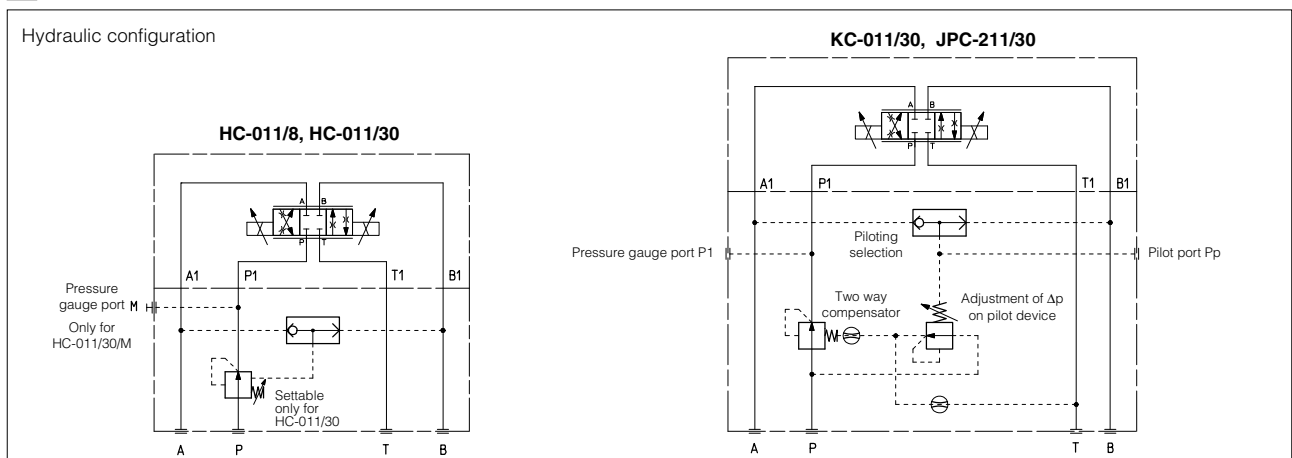 Hydraulic configuration
HC-011/8, HC-011/30
A B
P T
A1 P1 T1 B1
Pressure
gauge port M
Only for
HC-011/30/M
Settable
only for
HC-011/30
A P T B
KC-011/30, JPC-211/30
A B
P T
A1 P1 T1 B1
Pressure gauge port P1
Piloting
selection
Pilot port Pp
Two way
compensator
Adjustment of Δp
on pilot device
A P T B